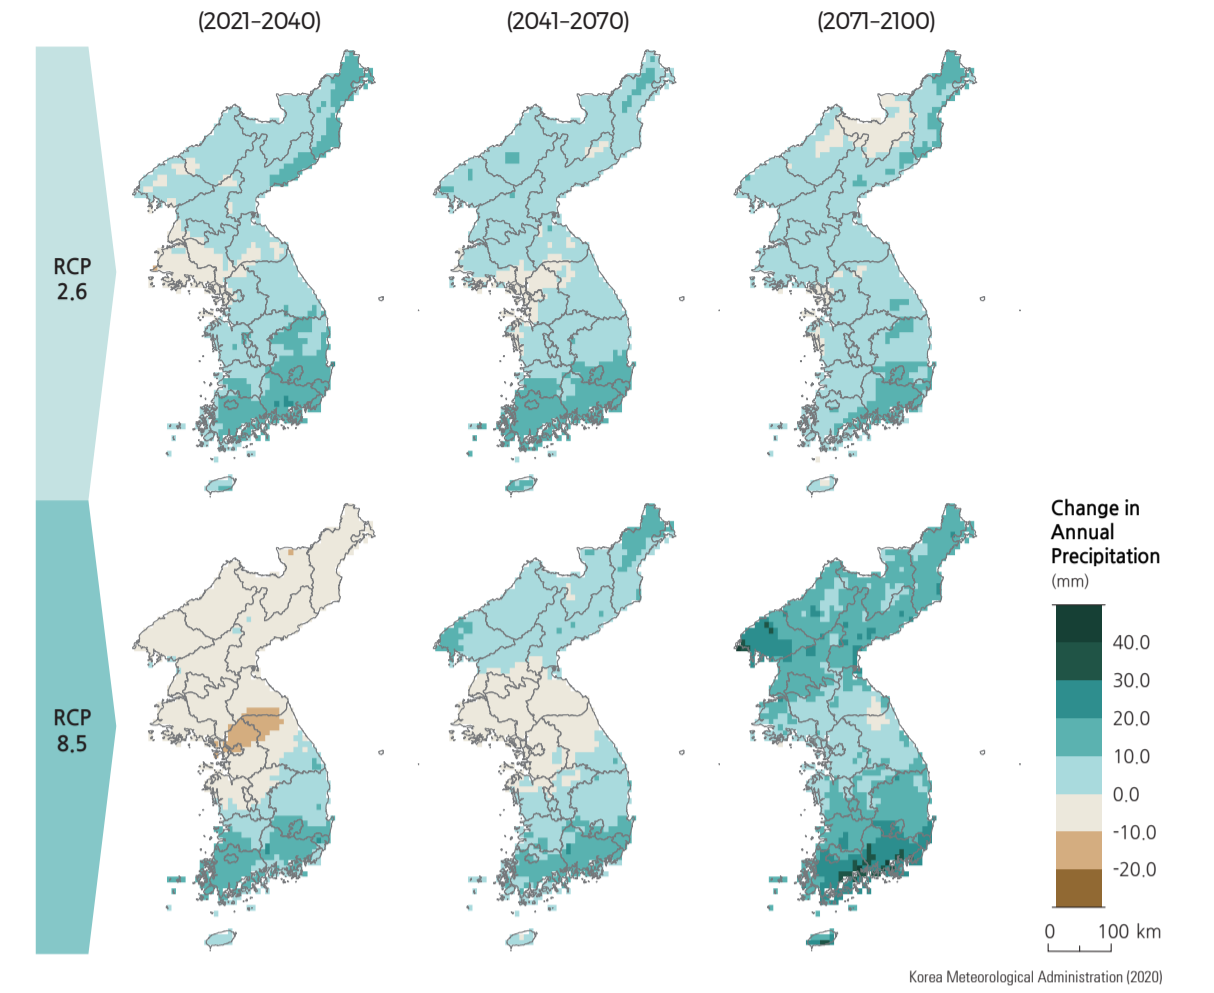 (2021-2040)
(2041-2070)
(2071-2100)
RCP
2.6
RCP
8.5
Change in
Annual
Precipitation
(mm)
40.0
30.0
20.0
10.0
0.0
-10.0
-20.0
0 100 km
Korea Meteorological Administration (2020)